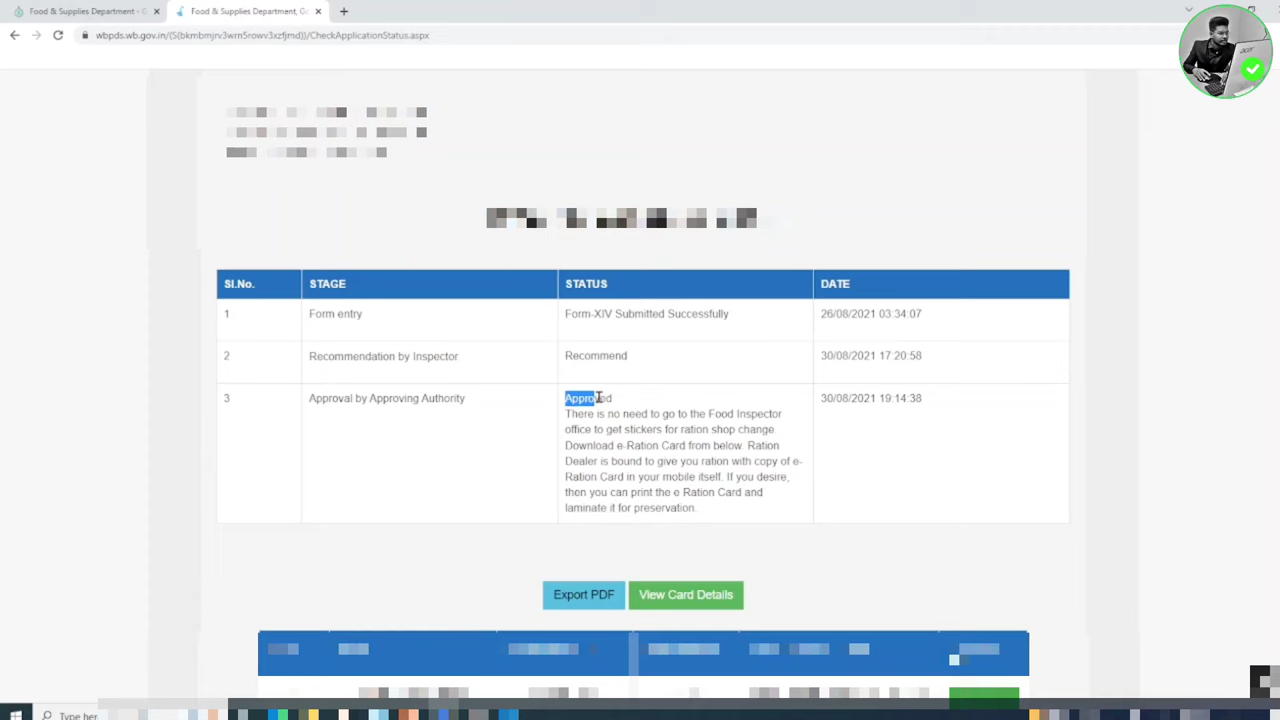 Food & Supplies Department - G
Food & Supplies Department, Go
wbpds.wb.gov.in/(S(bkmbmjrv3wrn5rowv3xzfjmd))/CheckApplicationStatus.aspx
acer
Sl.No. STAGE STATUS DATE
1 Form entry Form-XIV Submitted Successfully 26/08/2021 03:34:07
2 Recommendation by Inspector Recommend 30/08/2021 17:20:58
3 Approval by Approving Authority Approved 30/08/2021 19:14:38
There is no need to go to the Food Inspector
office to get stickers for ration shop change
Download e-Ration Card from below. Ration
Dealer is bound to give you ration with copy of e-
Ration Card in your mobile itself. If you desire,
then you can print the e Ration Card and
laminate it for preservation.
Export PDF View Card Details
Type her